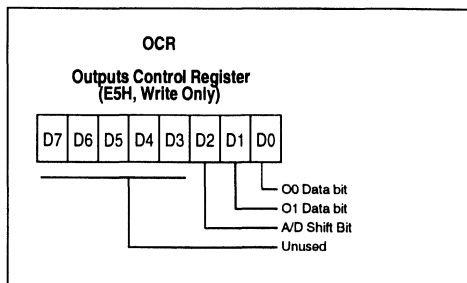 OCR
Outputs Control Register
(E5H, Write Only)
D7 D6 D5 D4 D3 D2 D1 D0
O0 Data bit
O1 Data bit
A/D Shift Bit
Unused